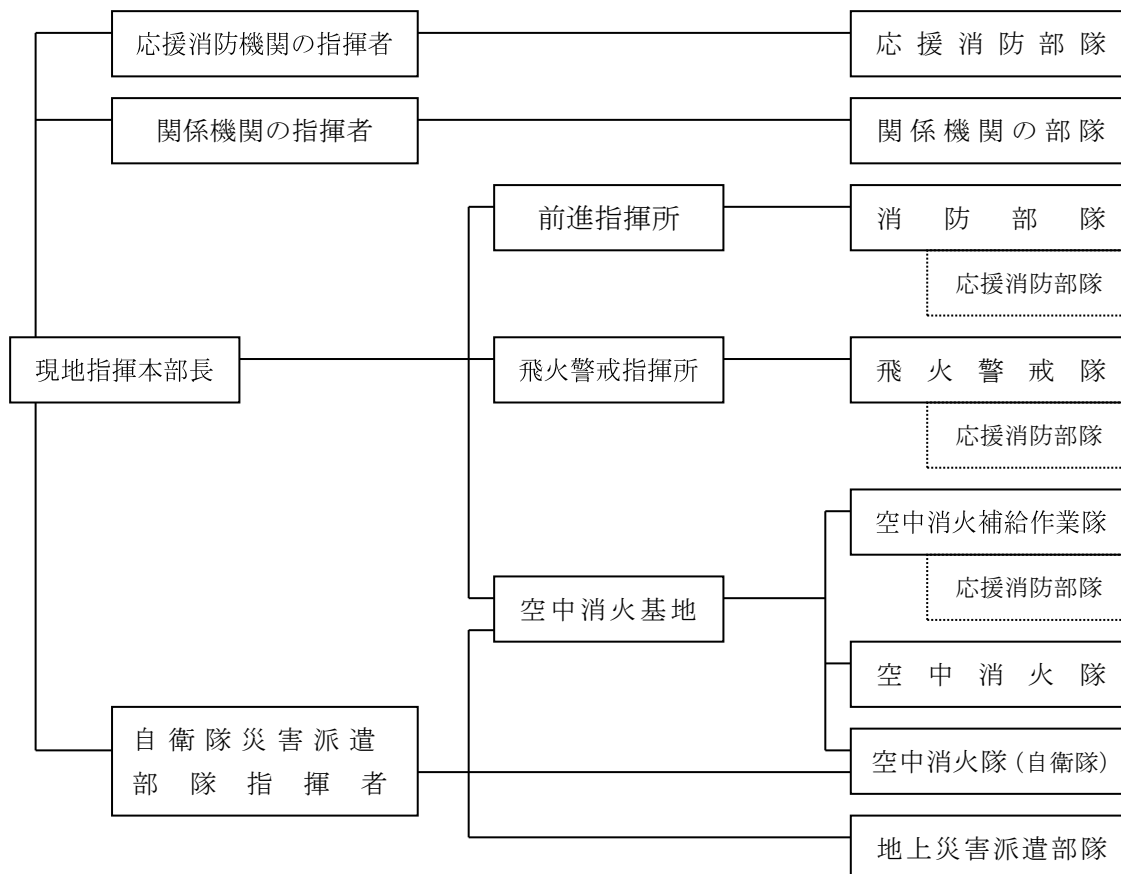 応援消防機関の指揮者
応援消防部隊
関係機関の指揮者
関係機関の部隊
前進指揮所
消防部隊
応援消防部隊
現地指揮本部長
飛火警戒指揮所
飛火警戒隊
応援消防部隊
空中消火補給作業隊
応援消防部隊
空中消火基地
空中消火隊
自衛隊災害派遣
部隊指揮者
空中消火隊(自衛隊)
地上災害派遣部隊